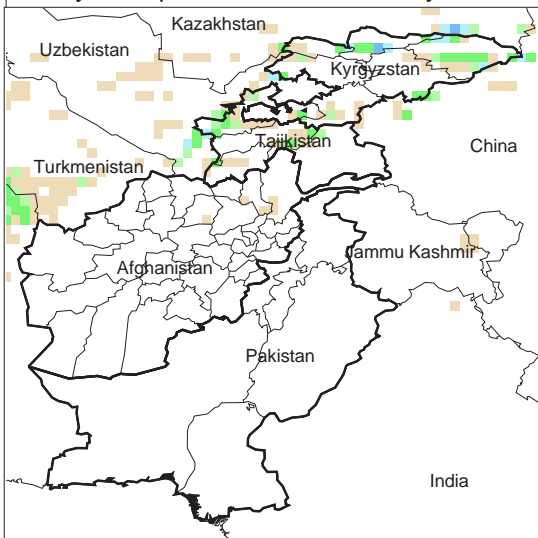 Kazakhstan
Uzbekistan
Kyrgyzstan
Tajikistan
China
Turkmenistan
Jammu Kashmir
Afghanistan
Pakistan
India